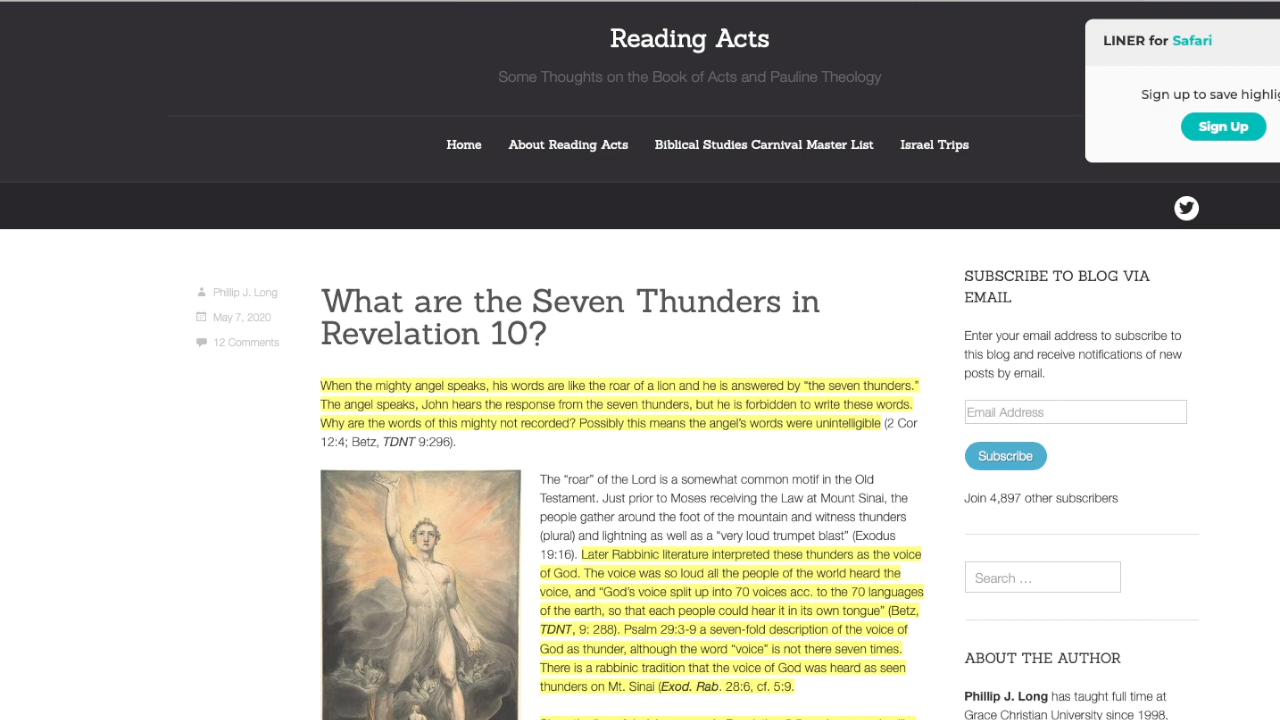 Reading Acts
Some Thoughts on the Book of Acts and Pauline Theology
Home About Reading Acts Biblical Studies Carnival Master List Israel Trips
LINER for Safari
Sign up to save highlig
Sign Up
Phillip J. Long
May 7, 2020
12 Comments
What are the Seven Thunders in
Revelation 10?
When the mighty angel speaks, his words are like the roar of a lion and he is answered by “the seven thunders.”
The angel speaks, John hears the response from the seven thunders, but he is forbidden to write these words.
Why are the words of this mighty not recorded? Possibly this means the angel’s words were unintelligible (2 Cor
12:4; Betz, TDNT 9:296).
The “roar” of the Lord is a somewhat common motif in the Old
Testament. Just prior to Moses receiving the Law at Mount Sinai, the
people gather around the foot of the mountain and witness thunders
(plural) and lightning as well as a “very loud trumpet blast” (Exodus
19:16). Later Rabbinic literature interpreted these thunders as the voice
of God. The voice was so loud all the people of the world heard the
voice, and “God’s voice split up into 70 voices acc. to the 70 languages
of the earth, so that each people could hear it in its own tongue” (Betz,
TDNT, 9: 288). Psalm 29:3-9 a seven-fold description of the voice of
God as thunder, although the word “voice” is not there seven times.
There is a rabbinic tradition that the voice of God was heard as seen
thunders on Mt. Sinai (Exod. Rab. 28:6, cf. 5:9.
SUBSCRIBE TO BLOG VIA
EMAIL
Enter your email address to subscribe to
this blog and receive notifications of new
posts by email.
Email Address
Subscribe
Join 4,897 other subscribers
Search …
ABOUT THE AUTHOR
Phillip J. Long has taught full time at
Grace Christian University since 1998.